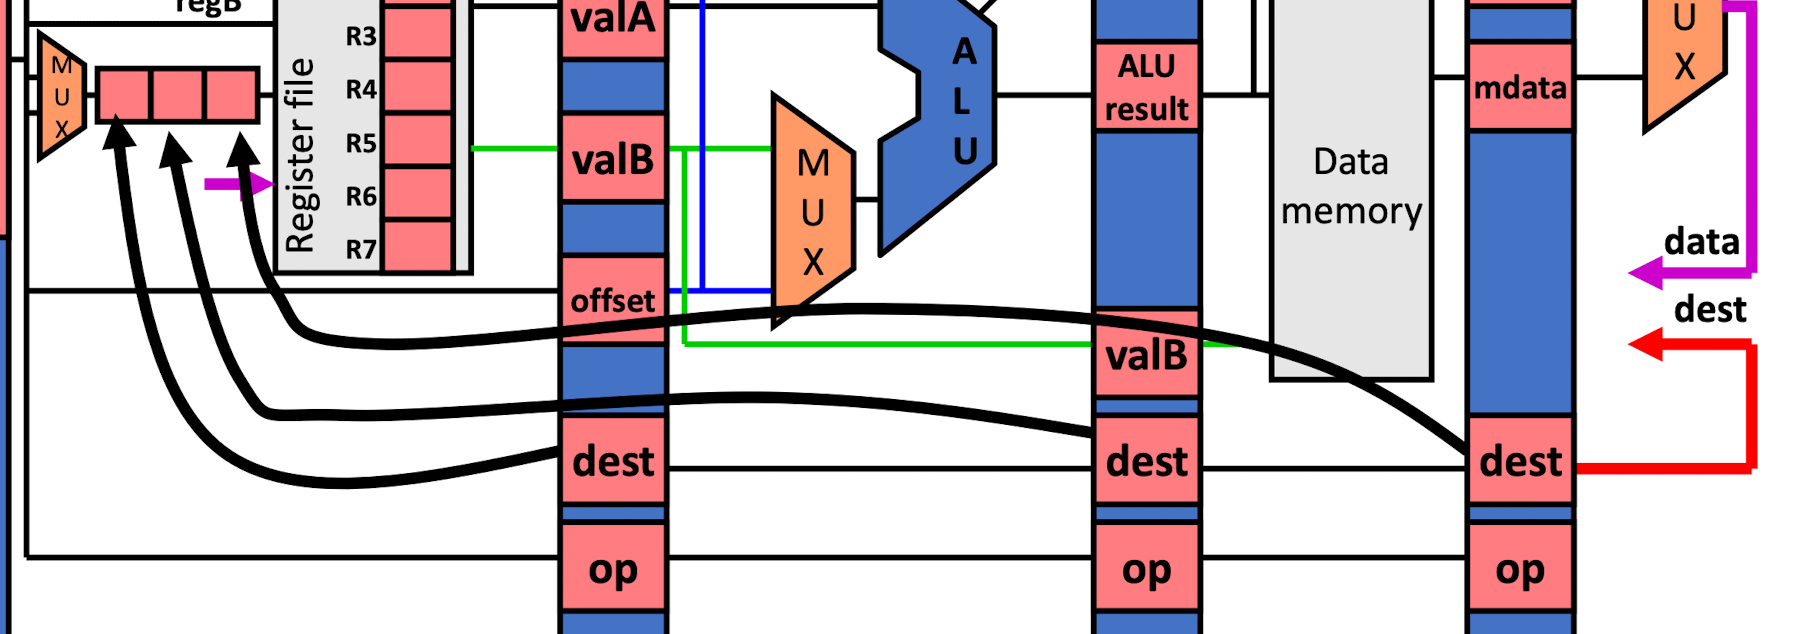 regB
M
U
X
Register file
R3
R4
R5
R6
R7
valA
valB
offset
dest
op
M
U
X
A
L
U
ALU
result
valB
dest
op
Data
memory
mdata
dest
op
U
X
data
dest